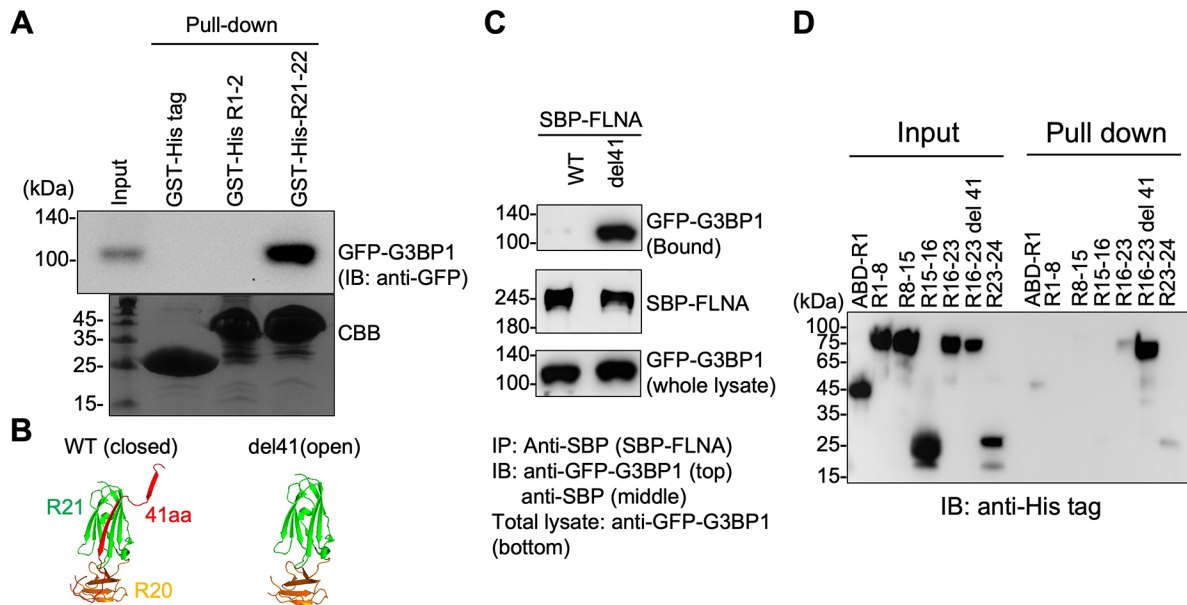 A
Pull-down
Input
GST-His tag
GST-His R1-2
GST-His-R21-22
(kDa)
140-
100-
GFP-G3BP1
(IB: anti-GFP)
45-
35-
25-
15-
CBB
B
WT (closed)
del41(open)
R21
41aa
R20
C
SBP-FLNA
WT
del41
140-
100-
GFP-G3BP1
(Bound)
245-
180-
SBP-FLNA
140-
100-
GFP-G3BP1
(whole lysate)
IP: Anti-SBP (SBP-FLNA)
IB: anti-GFP-G3BP1 (top)
anti-SBP (middle)
Total lysate: anti-GFP-G3BP1
(bottom)
D
Input
Pull down
ABD-R1
R1-8
R8-15
R15-16
R16-23
R16-23 del 41
R23-24
ABD-R1
R1-8
R8-15
R15-16
R16-23
R16-23 del 41
R23-24
(kDa)
100-
75-
65-
45-
35-
25-
15-
IB: anti-His tag